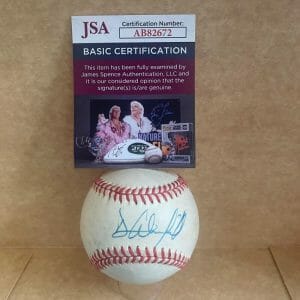 JSA
Certification Number:
AB82672
BASIC CERTIFICATION
This item has been fully examined by
James Spence Authentication, LLC and
it is our considered opinion that the
signature(s) is/are genuine.